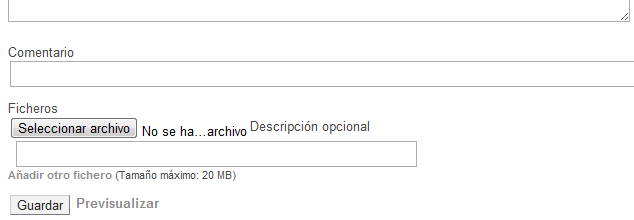 Comentario
Ficheros
Seleccionar archivo No se ha...archivo Descripción opcional
Añadir otro fichero (Tamaño máximo: 20 MB)
Guardar Previsualizar